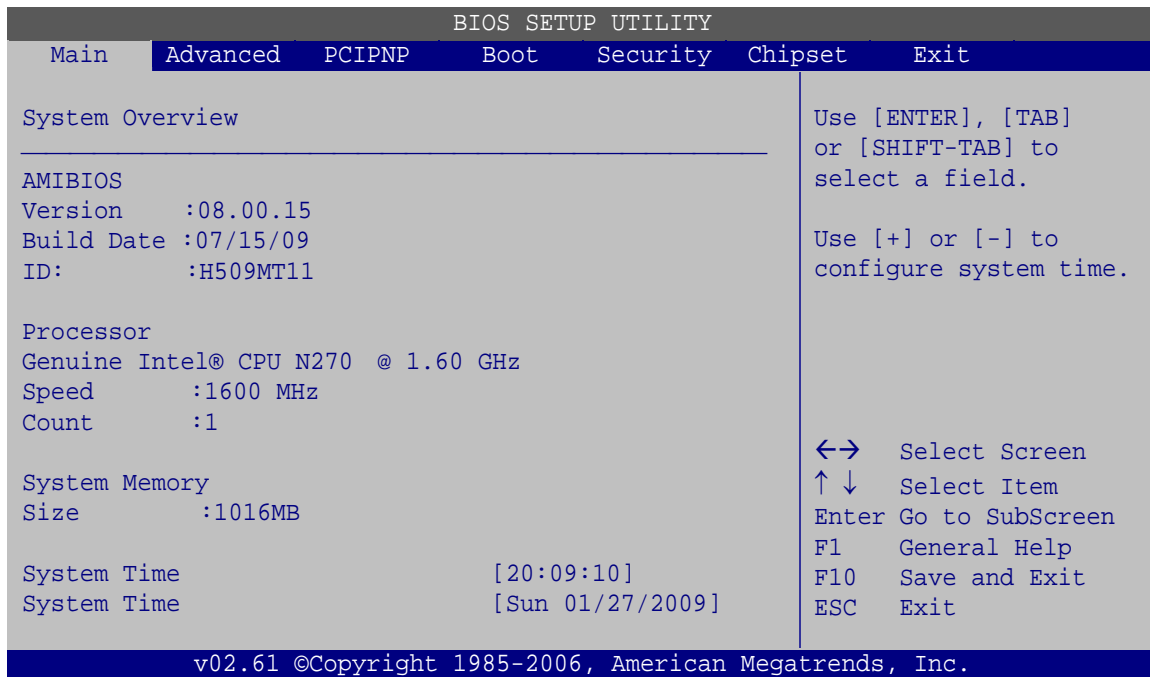 BIOS SETUP UTILITY
Main Advanced PCIPNP Boot Security Chipset Exit
System Overview
AMIBIOS
Version :08.00.15
Build Date :07/15/09
ID: :H509MT11
Processor
Genuine Intel® CPU N270 @ 1.60 GHz
Speed :1600 MHz
Count :1
System Memory
Size :1016MB
System Time [20:09:10]
System Time [Sun 01/27/2009]
Use [ENTER], [TAB]
or [SHIFT-TAB] to
select a field.
Use [+] or [-] to
configure system time.
←→ Select Screen
↑ ↓ Select Item
Enter Go to SubScreen
F1 General Help
F10 Save and Exit
ESC Exit
v02.61 ©Copyright 1985-2006, American Megatrends, Inc.